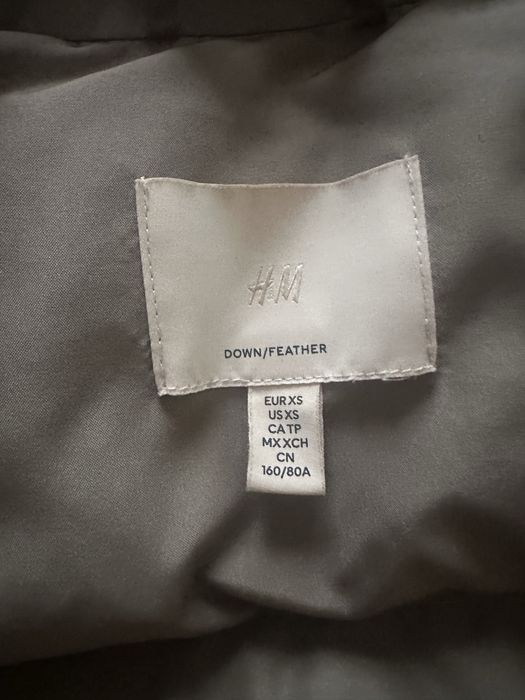 H&M
DOWN/FEATHER
EUR XS
US XS
CA TP
MX XCH
CN
160/80A